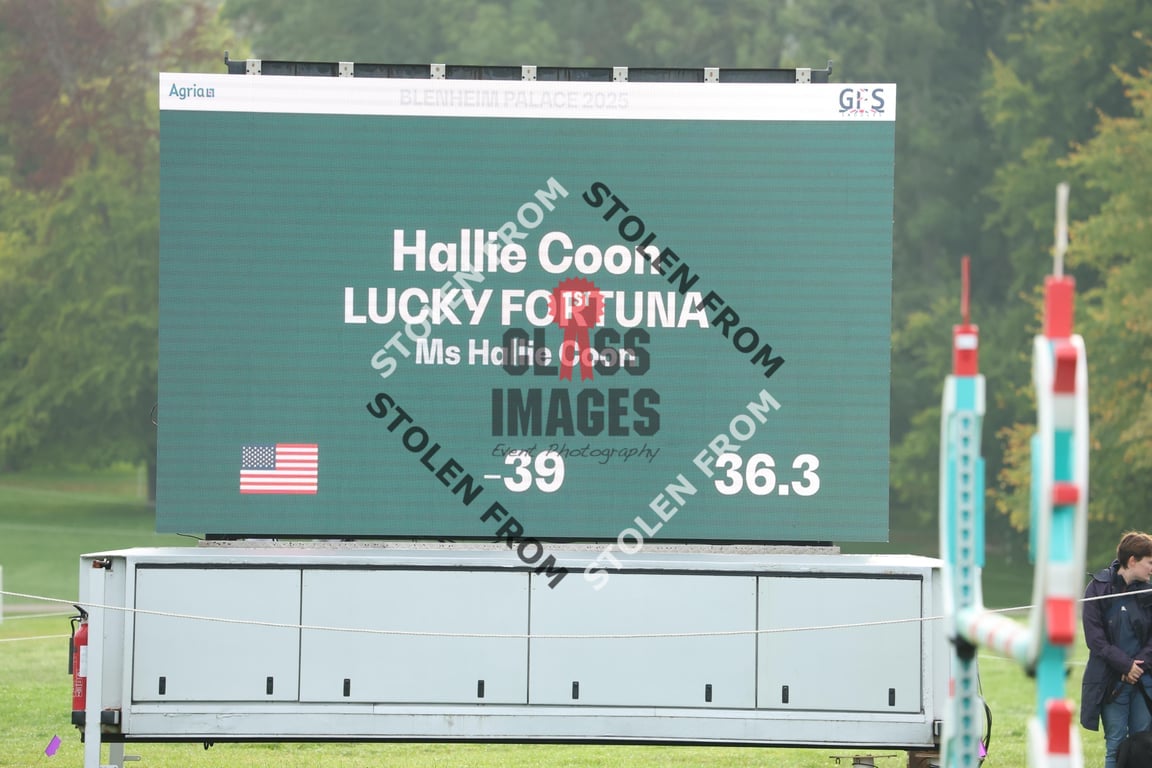 Agria
BLENHEIM PALACE 2025
GFS
Hallie Coon
LUCKY FORTUNA
Ms Hallie Coon
-39
36.3
STOLEN FROM
STOLEN FROM
STOLEN FROM
STOLEN FROM
1ST
CLASS
IMAGES
Event Photography